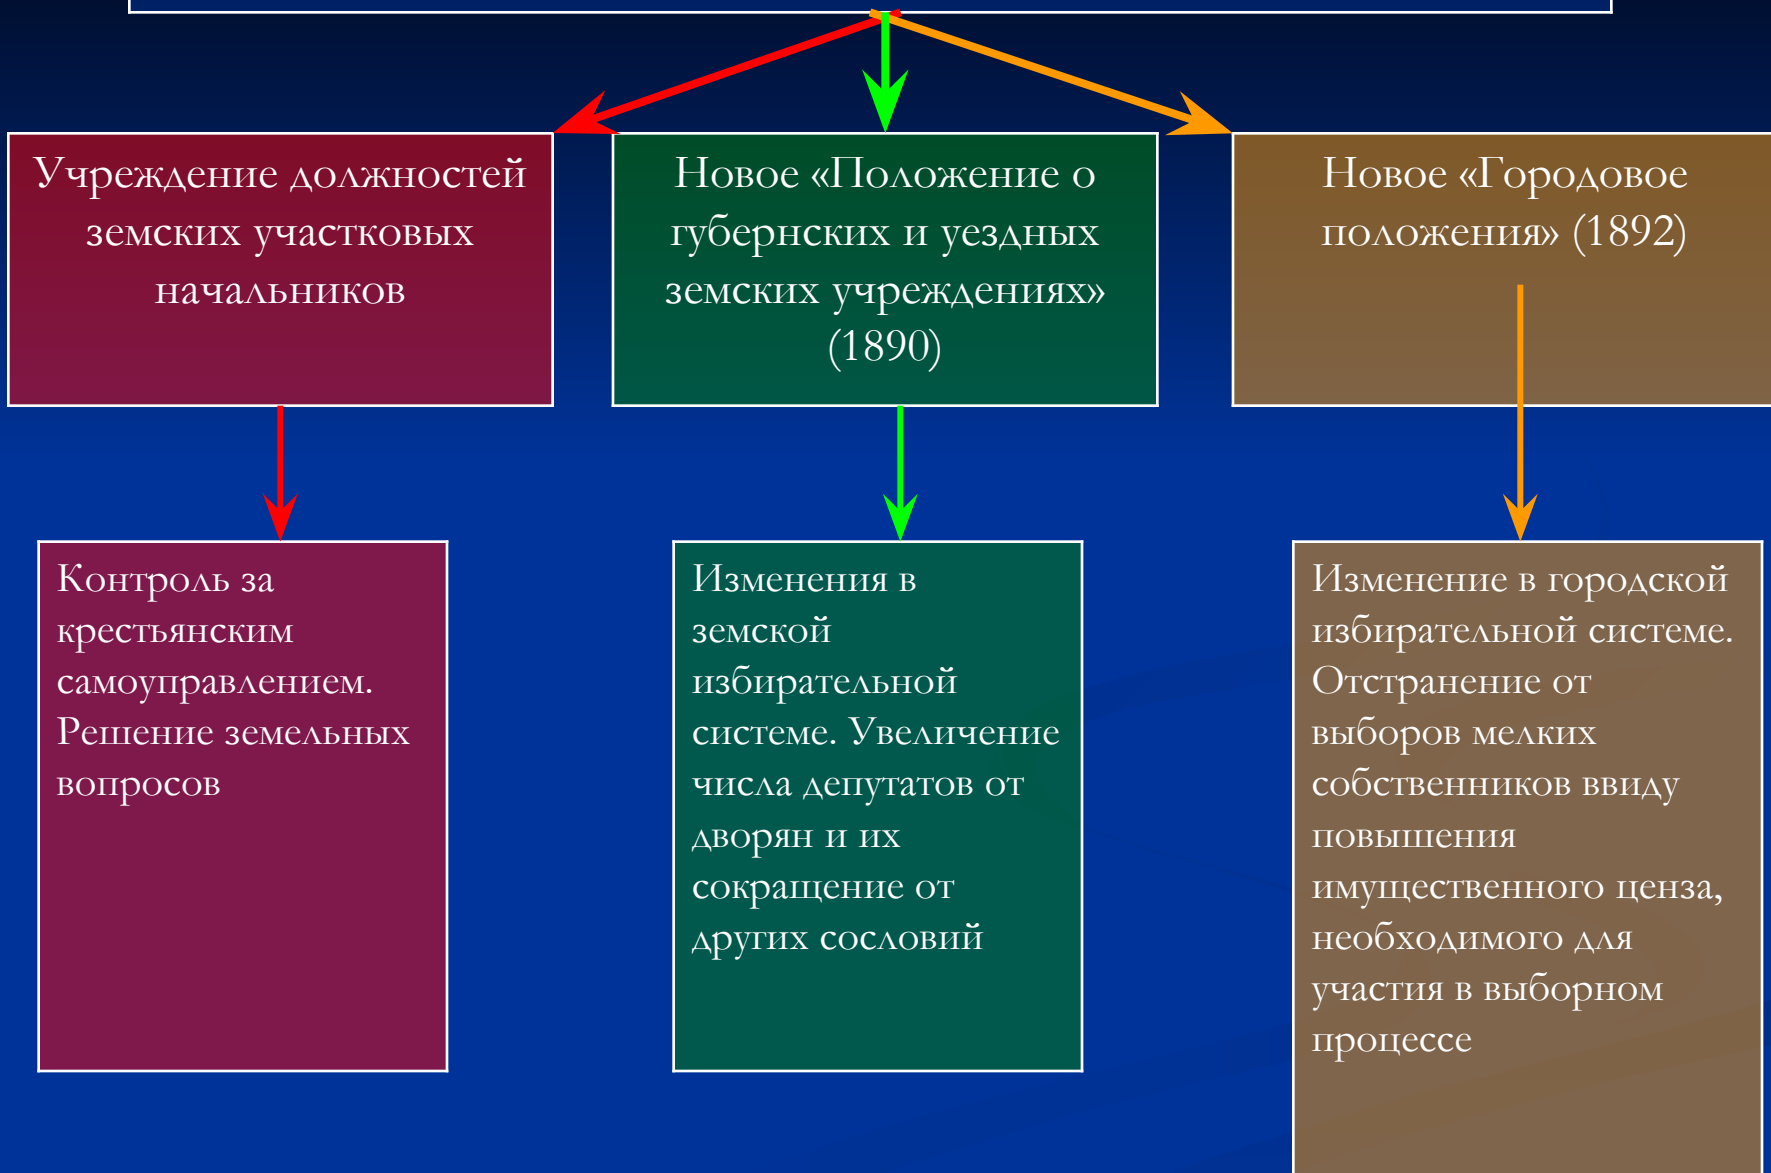 Учреждение должностей
земских участковых
начальников
Новое «Положение о
губернских и уездных
земских учреждениях»
(1890)
Новое «Городовое
положения» (1892)
Контроль за
крестьянским
самоуправлением.
Решение земельных
вопросов
Изменения в
земской
избирательной
системе. Увеличение
числа депутатов от
дворян и их
сокращение от
других сословий
Изменение в городской
избирательной системе.
Отстранение от
выборов мелких
собственников ввиду
повышения
имущественного ценза,
необходимого для
участия в выборном
процессе